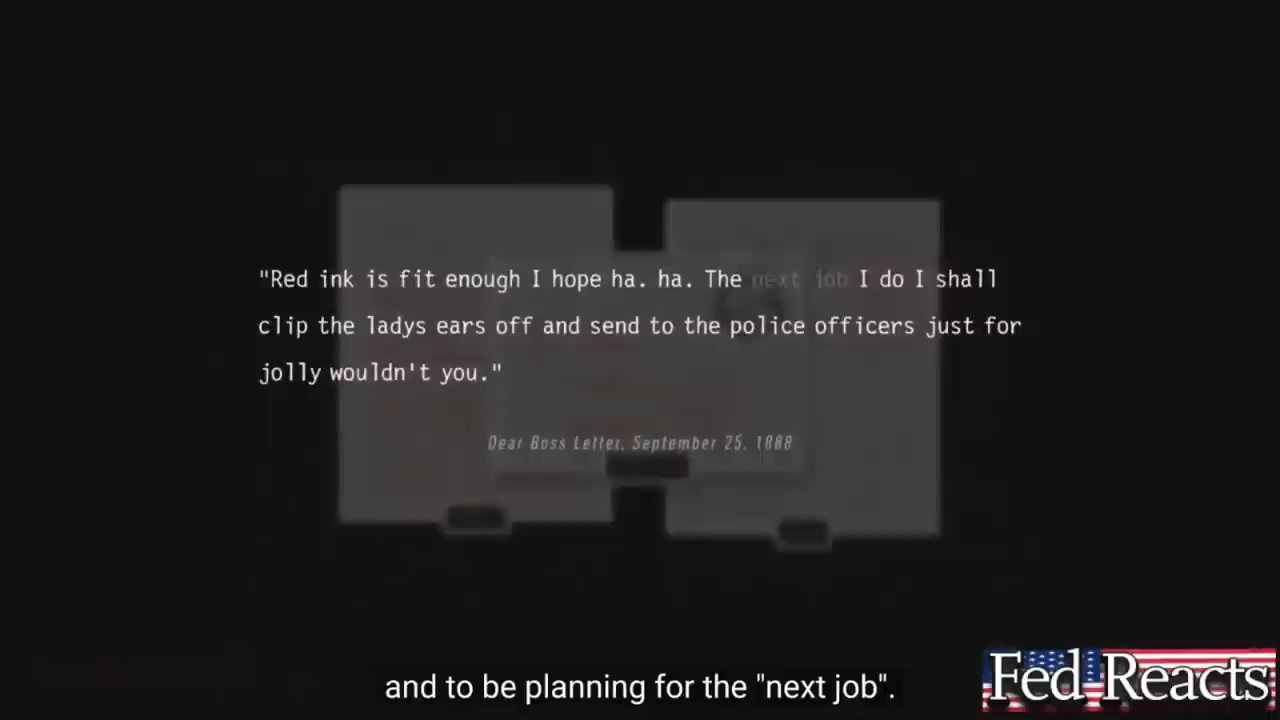 "Red ink is fit enough I hope ha. ha. The next job I do I shall
clip the ladys ears off and send to the police officers just for
jolly wouldn't you."
Dear Boss Letter, September 25, 1888
and to be planning for the "next job".
Fed Reacts